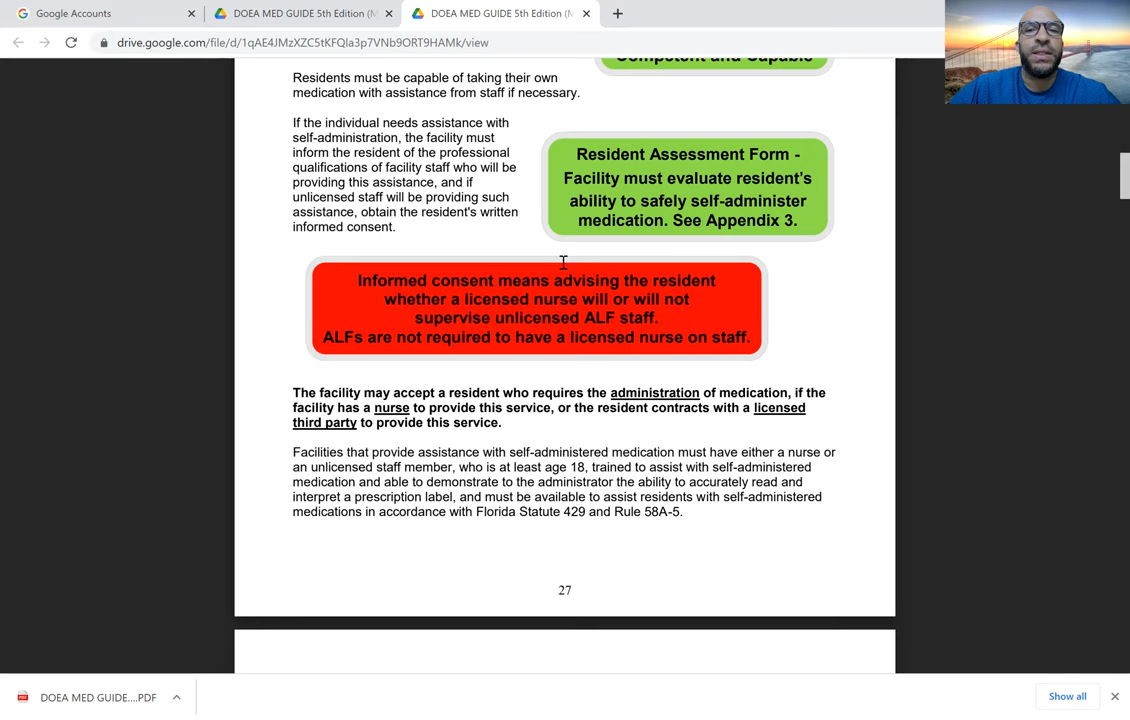 Google Accounts
DOEA MED GUIDE 5th Edition (M
DOEA MED GUIDE 5th Edition (M
drive.google.com/file/d/1qAE4JMzXZC5tKFQla3p7VNb9ORT9HAMk/view
Competent and Capable
Residents must be capable of taking their own
medication with assistance from staff if necessary.
If the individual needs assistance with
self-administration, the facility must
inform the resident of the professional
qualifications of facility staff who will be
providing this assistance, and if
unlicensed staff will be providing such
assistance, obtain the resident's written
informed consent.
Resident Assessment Form -
Facility must evaluate resident's
ability to safely self-administer
medication. See Appendix 3.
Informed consent means advising the resident
whether a licensed nurse will or will not
supervise unlicensed ALF staff.
ALFs are not required to have a licensed nurse on staff.
The facility may accept a resident who requires the administration of medication, if the
facility has a nurse to provide this service, or the resident contracts with a licensed
third party to provide this service.
Facilities that provide assistance with self-administered medication must have either a nurse or
an unlicensed staff member, who is at least age 18, trained to assist with self-administered
medication and able to demonstrate to the administrator the ability to accurately read and
interpret a prescription label, and must be available to assist residents with self-administered
medications in accordance with Florida Statute 429 and Rule 58A-5.
27
DOEA MED GUIDE....PDF
Show all